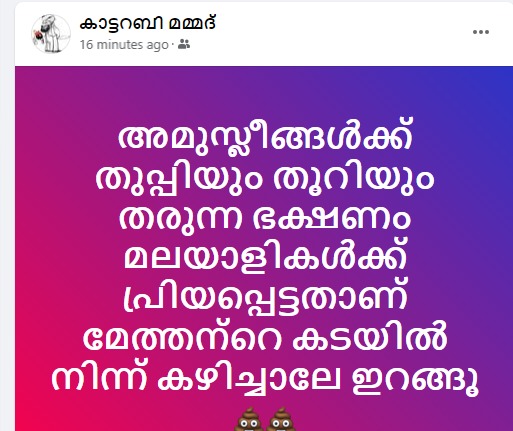 കാട്ടറബി മമ്മദ്
16 minutes ago ·
അമുസ്ലീങ്ങൾക്ക്
തുപ്പിയും തൂറിയും
തരുന്ന ഭക്ഷണം
മലയാളികൾക്ക്
പ്രിയപ്പെട്ടതാണ്
മേത്തന്റെ കടയിൽ
നിന്ന് കഴിച്ചാലേ ഇറങ്ങൂ